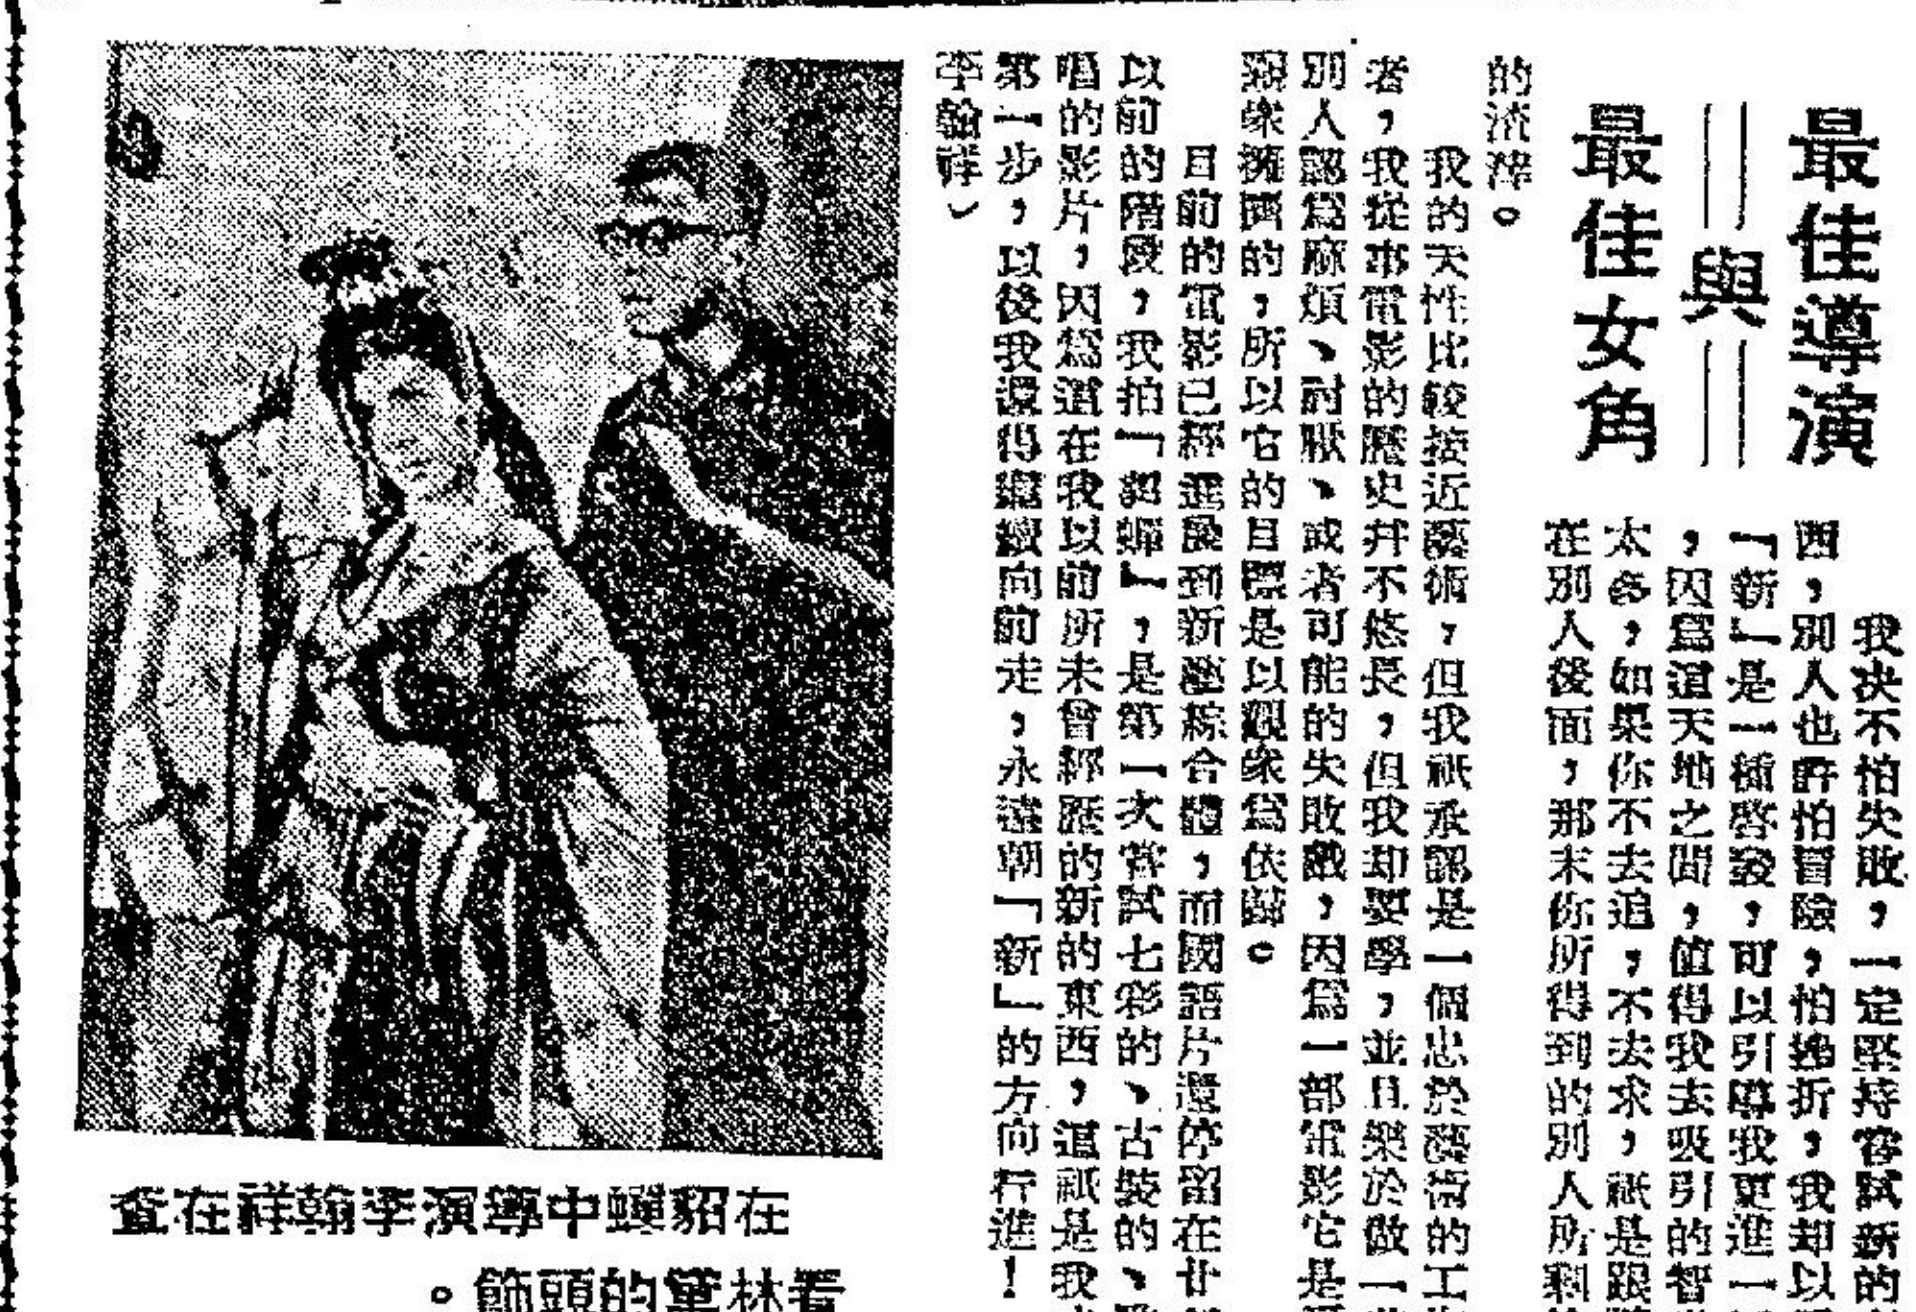 最佳導演
與
最佳女角
我決不怕失敗，一定堅持嘗試新的
西，別人也許怕冒險，怕挫折，我却以
「新」是一種啓發，可以引導我更進一
，因爲這天地之間，值得我去吸引的智
太多，如果你不去追，不去求，祇是跟
在別人後面，那末你所得到的別人所剩
的渣滓。
我的天性比較接近藝術，但我祇承認是一個忠於藝術的工
者，我從事電影的歷史幷不悠長，但我却要學，並且樂於做一
別人認爲麻煩、討厭、或者可能的失敗戲，因爲一部電影它是
觀衆擁護的，所以它的目標是以觀衆爲依歸。
目前的電影已經進展到新藝綜合體，而國語片還停留在廿
以前的階段，我拍「貂蟬」，是第一次嘗試七彩的、古裝的、
唱的影片，因爲這在我以前所未曾經歷的新的東西，這祇是我
第一步，以後我還得繼續向前走，永遠朝「新」的方向行進！
李翰祥）
在貂蟬中導演李翰祥在查
看林黛的頭飾。